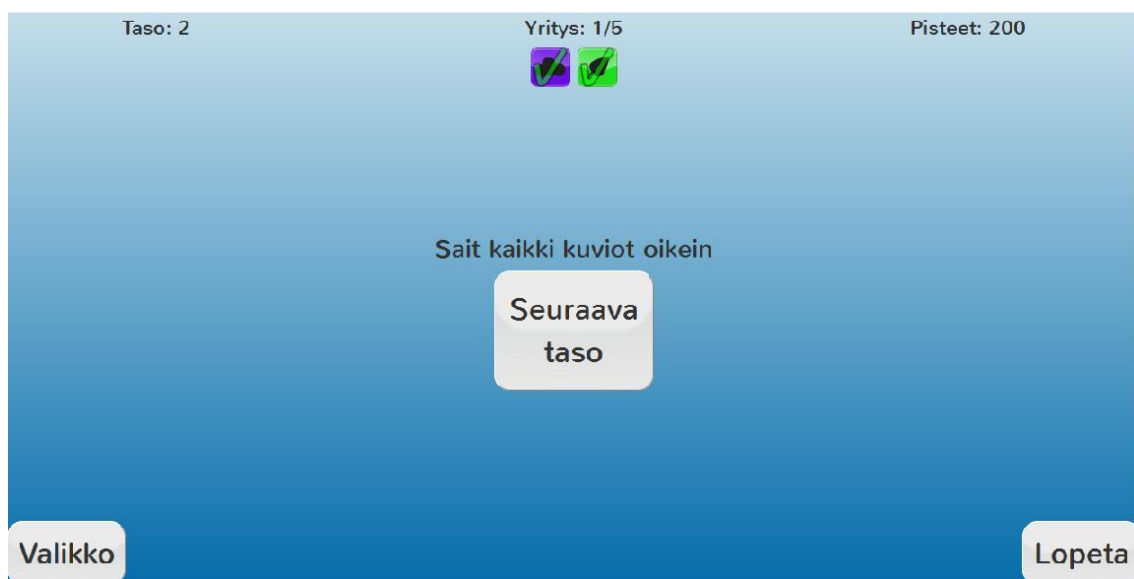 Taso: 2
Yritys: 1/5
Pisteet: 200
Sait kaikki kuviot oikein
Seuraava
taso
Valikko
Lopeta